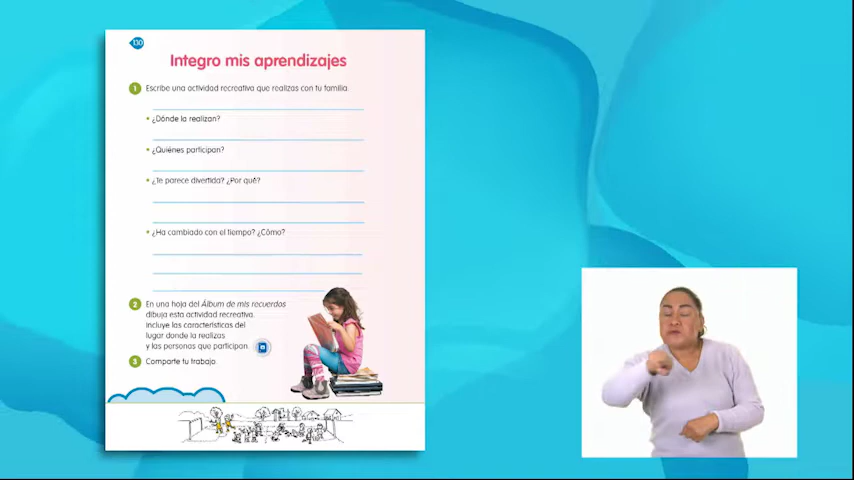 130
Integro mis aprendizajes
1 Escribe una actividad recreativa que realizas con tu familia.
• ¿Dónde la realizan?
• ¿Quiénes participan?
• ¿Te parece divertida? ¿Por qué?
• ¿Ha cambiado con el tiempo? ¿Cómo?
2 En una hoja del Álbum de mis recuerdos
dibuja esta actividad recreativa.
Incluye las características del
lugar donde la realizas
y las personas que participan.
3 Comparte tu trabajo.